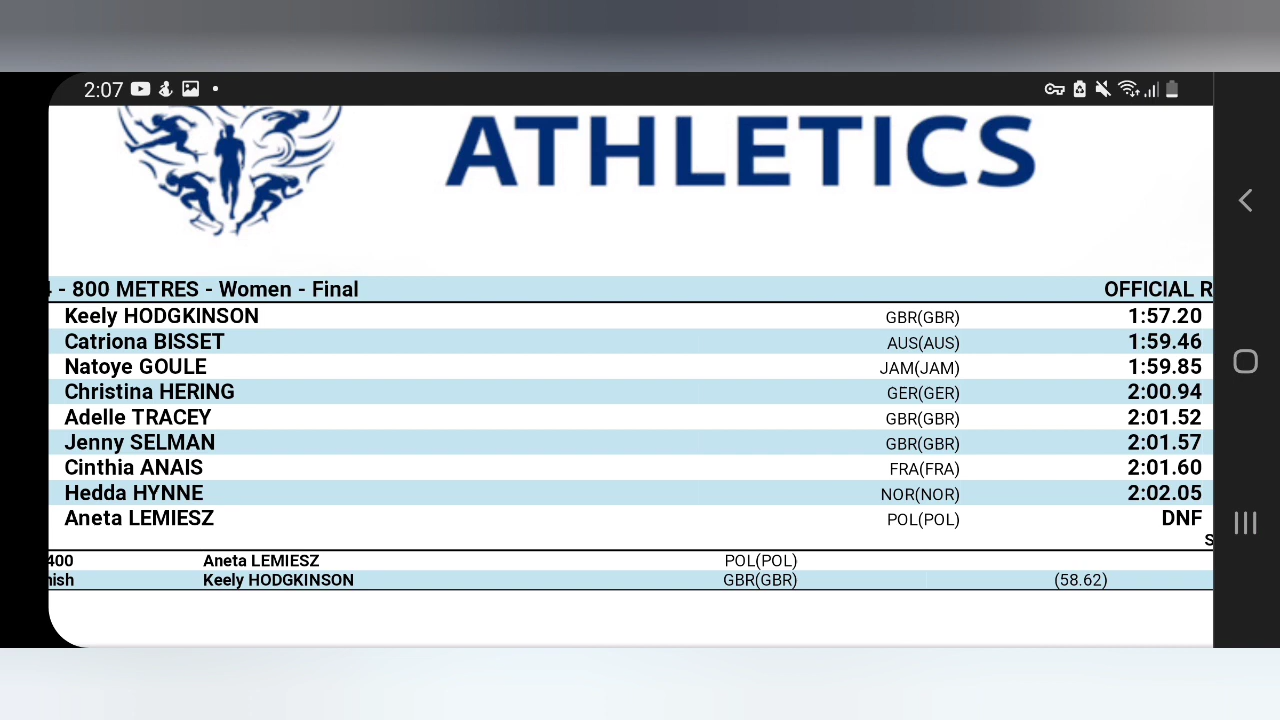 2:07
ATHLETICS
- 800 METRES - Women - Final OFFICIAL R
Keely HODGKINSON GBR(GBR) 1:57.20
Catriona BISSET AUS(AUS) 1:59.46
Natoye GOULE JAM(JAM) 1:59.85
Christina HERING GER(GER) 2:00.94
Adelle TRACEY GBR(GBR) 2:01.52
Jenny SELMAN GBR(GBR) 2:01.57
Cinthia ANAIS FRA(FRA) 2:01.60
Hedda HYNNE NOR(NOR) 2:02.05
Aneta LEMIESZ POL(POL) DNF
S
400 Aneta LEMIESZ POL(POL)
nish Keely HODGKINSON GBR(GBR) (58.62)